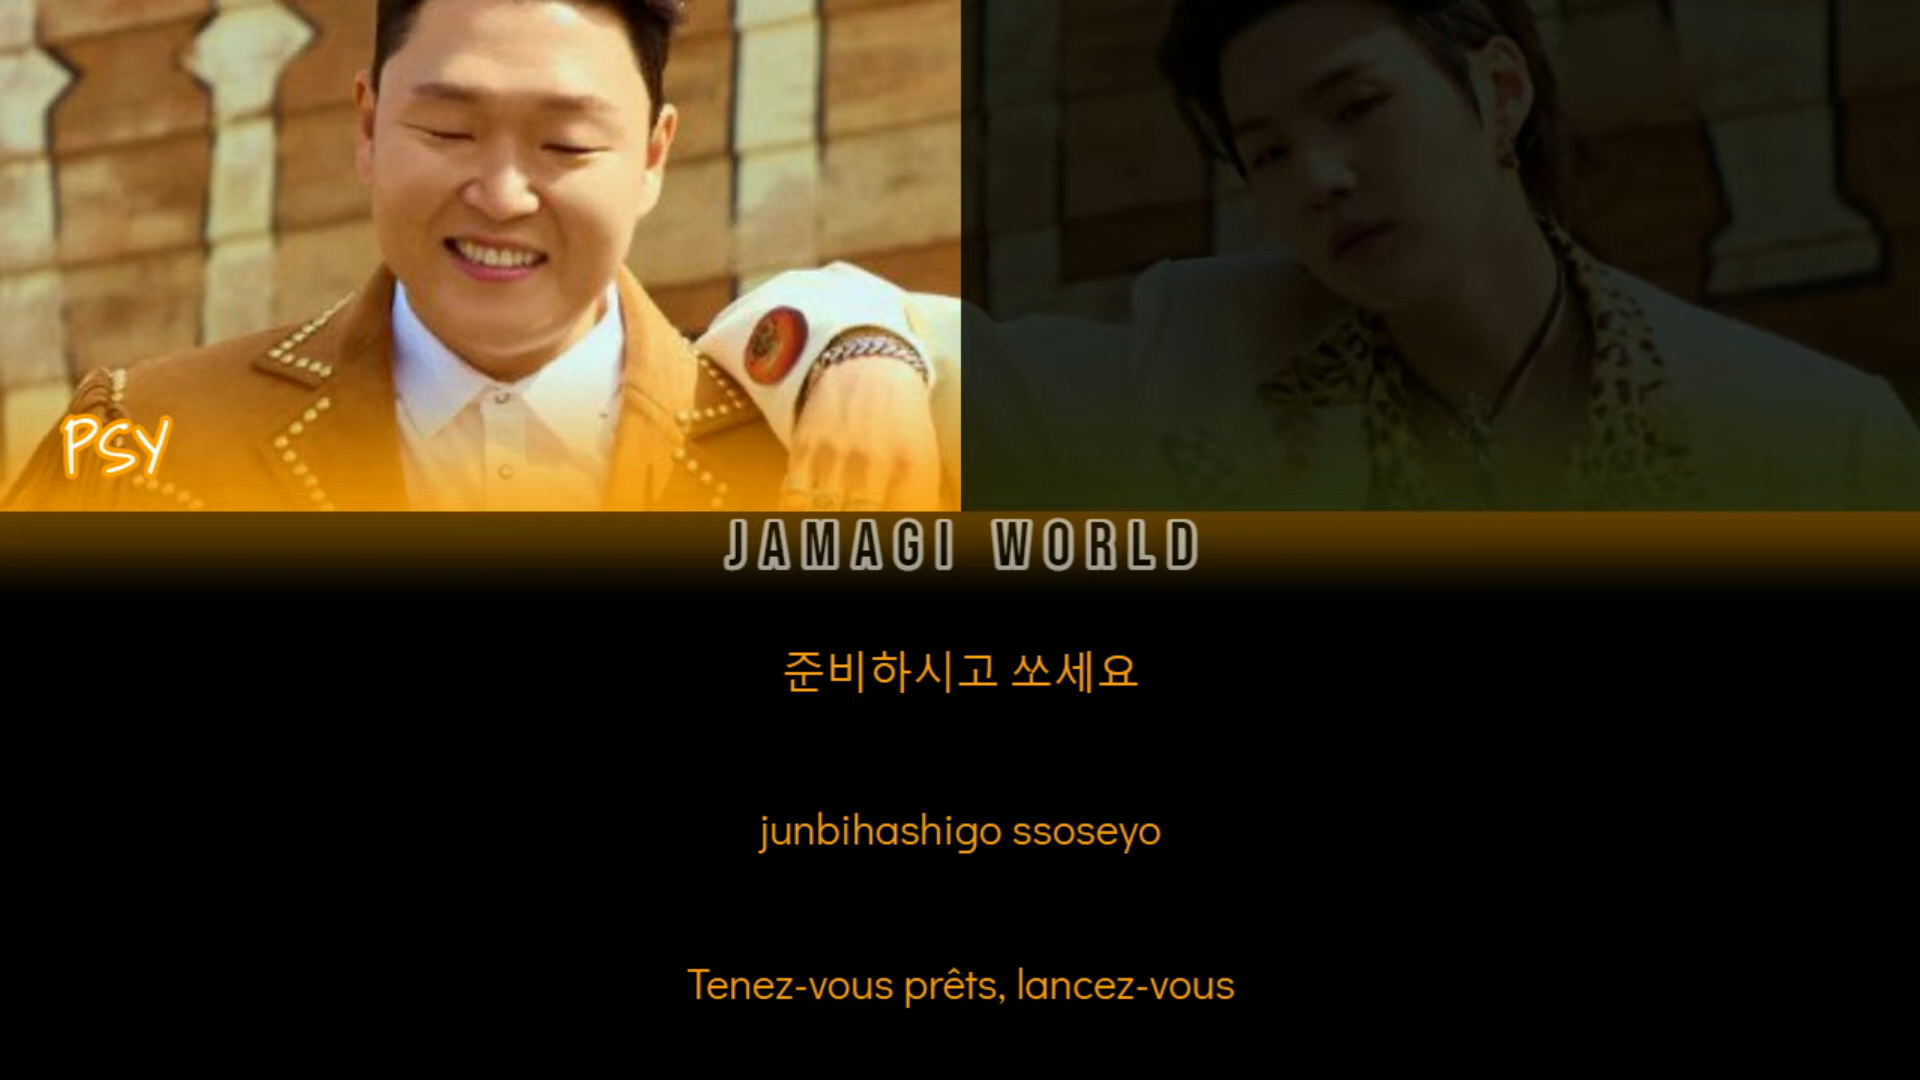 PSY
JAMAGI WORLD
준비하시고 쏘세요
junbihashigo ssoseyo
Tenez-vous prêts, lancez-vous